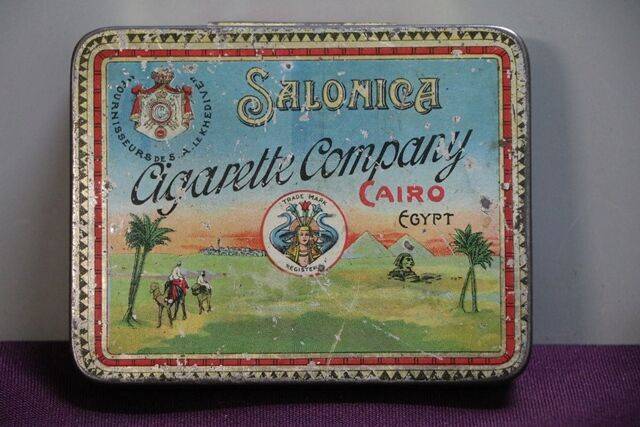 "FOURNISSEURS DE S. A. LE KHEDIVE"
SALONICA
Cigarette Company
CAIRO
EGYPT
TRADE MARK
REGISTERED